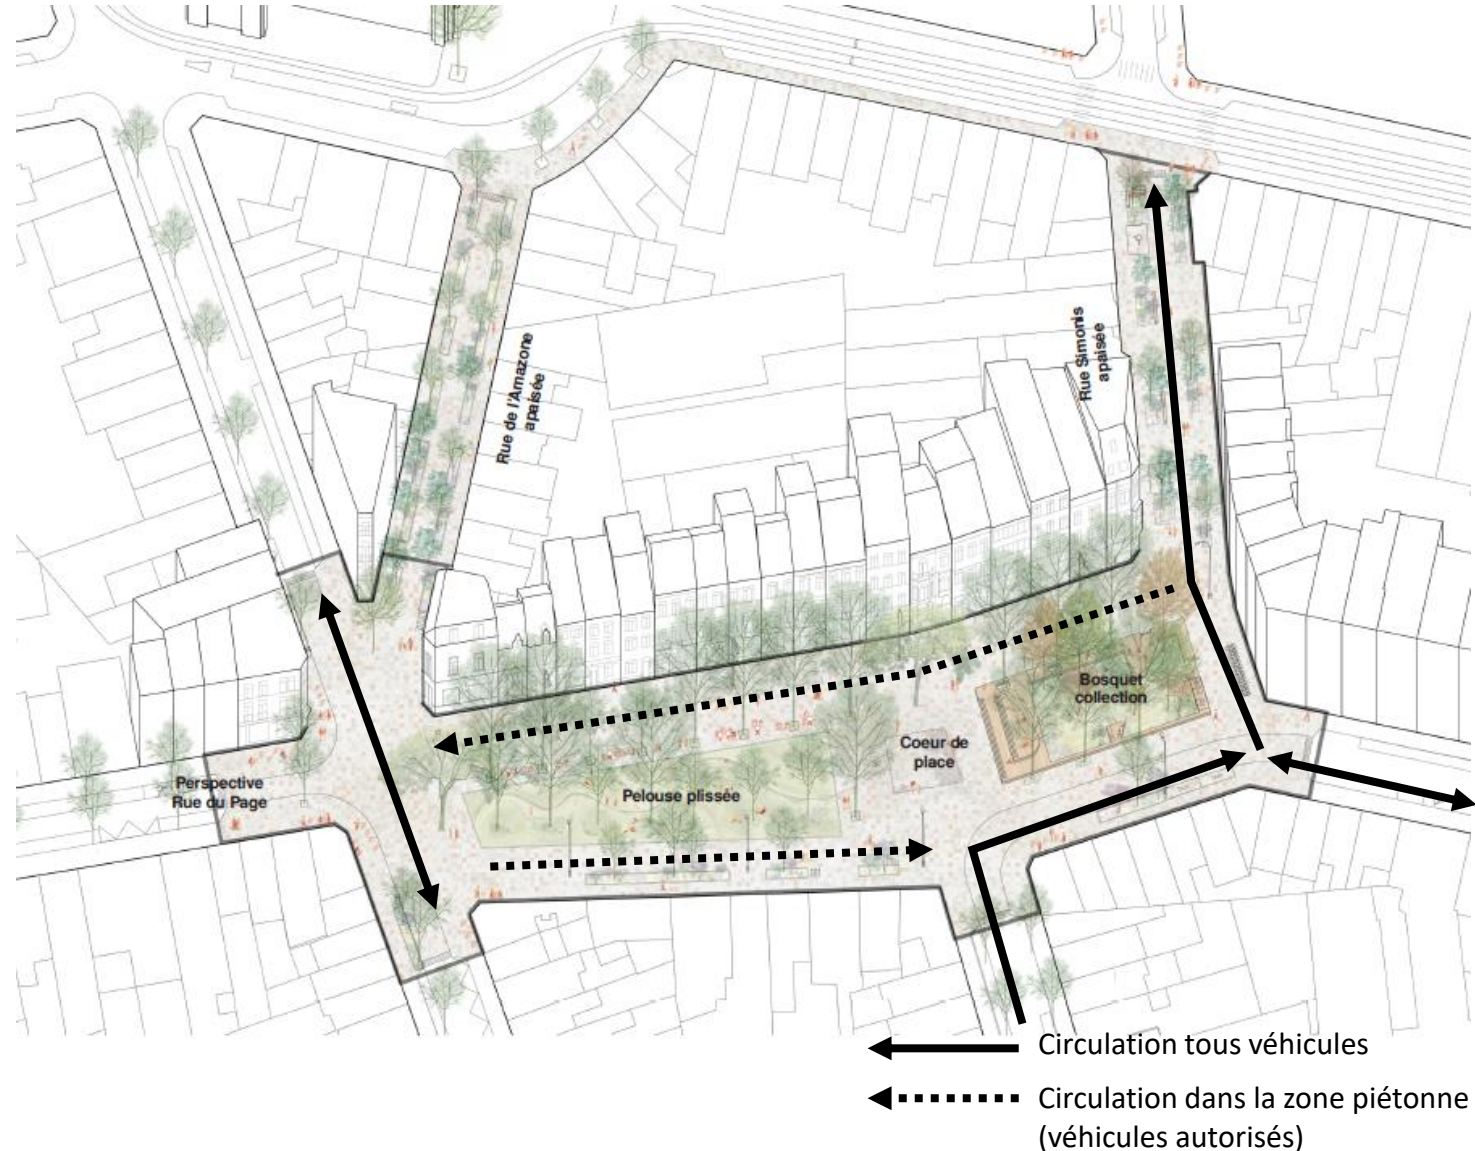 Rue de l'Amazone
apaisée
Rue Simonis
apaisée
Bosquet
collection
Coeur de
place
Perspective
Rue du Page
Pelouse plissée
Circulation tous véhicules
Circulation dans la zone piétonne
(véhicules autorisés)